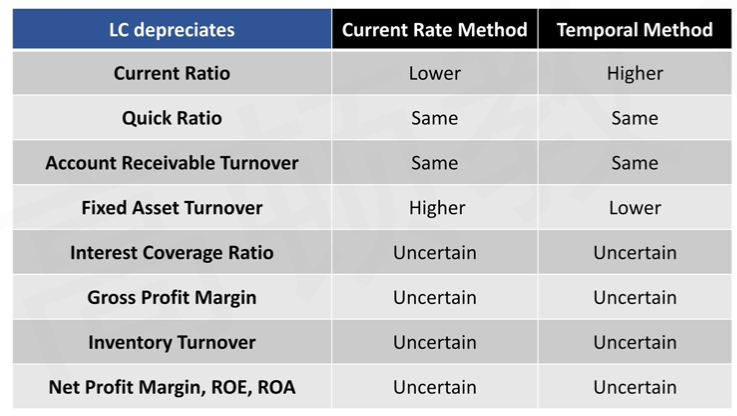 LC depreciates Current Rate Method Temporal Method
Current Ratio Lower Higher
Quick Ratio Same Same
Account Receivable Turnover Same Same
Fixed Asset Turnover Higher Lower
Interest Coverage Ratio Uncertain Uncertain
Gross Profit Margin Uncertain Uncertain
Inventory Turnover Uncertain Uncertain
Net Profit Margin, ROE, ROA Uncertain Uncertain